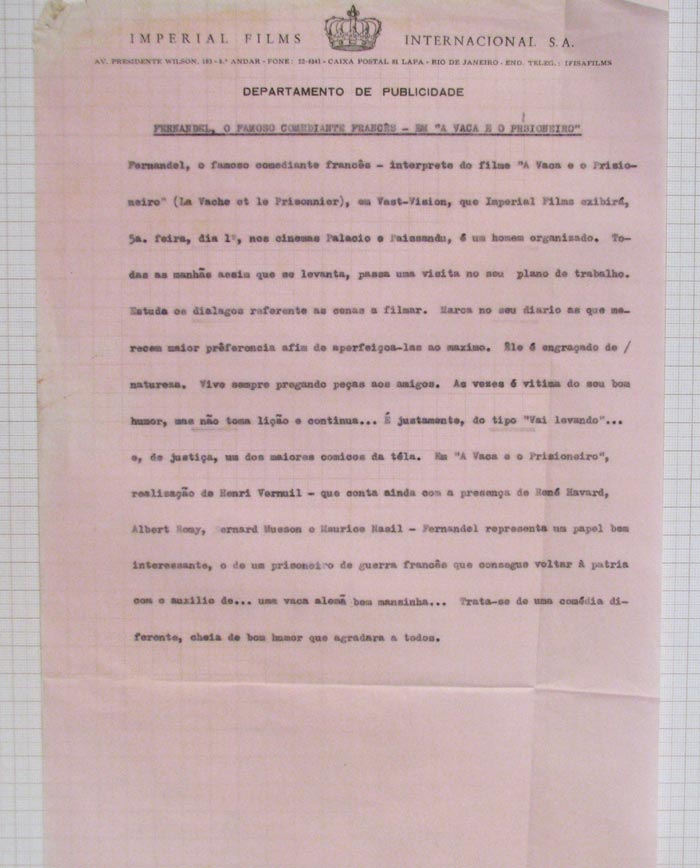 IMPERIAL FILMS INTERNACIONAL S.A.
AV. PRESIDENTE WILSON, 165 - 5.º ANDAR - FONE: 22-4341 - CAIXA POSTAL 81 LAPA - RIO DE JANEIRO - END. TELEG.: IFISAFILMS
DEPARTAMENTO DE PUBLICIDADE
FERNANDEL, O FAMOSO COMEDIANTE FRANCÊS - EM "A VACA E O PRISIONEIRO"
Fernandel, o famoso comediante francês - interprete do filme "A Vaca e o Prisio-
neiro" (La Vache et le Prisonnier), em Vast-Vision, que Imperial Films exibirá,
5a. feira, dia 1º, nos cinemas Palacio e Paissandu, é um homem organizado. To-
das as manhãs assim que se levanta, passa uma visita no seu plano de trabalho.
Estuda os dialagos referente as cenas a filmar. Marca no seu diario as que me-
recem maior prêferencia afim de aperfeiçoa-las ao maximo. Êle é engraçado de /
natureza. Vive sempre pregando peças aos amigos. As vezes é vitima do seu bom
humor, mas não toma lição e continua... É justamente, do tipo "Vai levando"...
e, de justiça, um dos maiores comicos da téla. Em "A Vaca e o Prisioneiro",
realisação de Henri Vermuil - que conta ainda com a presença de René Havard,
Albert Remy, Bernard Musson e Maurice Nasil - Fernandel representa um papel bem
interessante, o de um prisoneiro de guerra francês que consegue voltar à patria
com o auxilio de... uma vaca alemã bem mansinha... Trata-se de uma comédia di-
ferente, cheia de bom humor que agradara a todos.